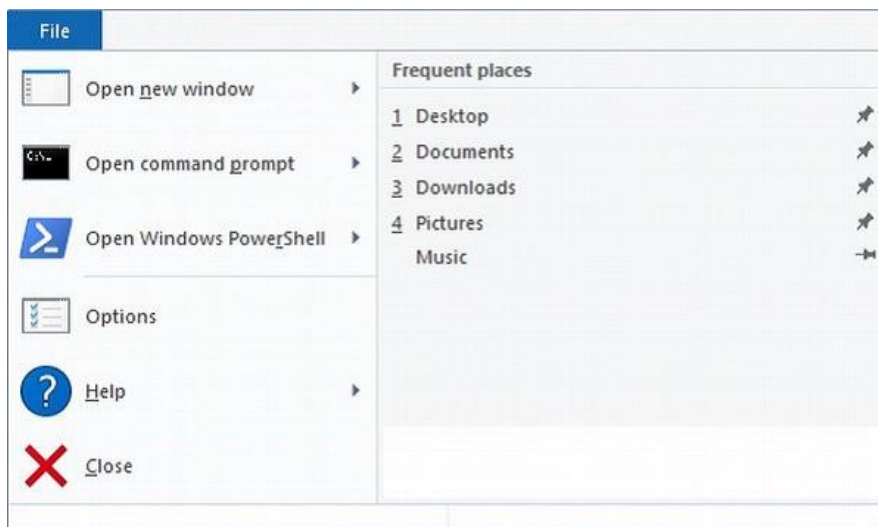 File
Open new window
Open command prompt
Open Windows PowerShell
Options
Help
Close
Frequent places
1 Desktop
2 Documents
3 Downloads
4 Pictures
Music
C:\_